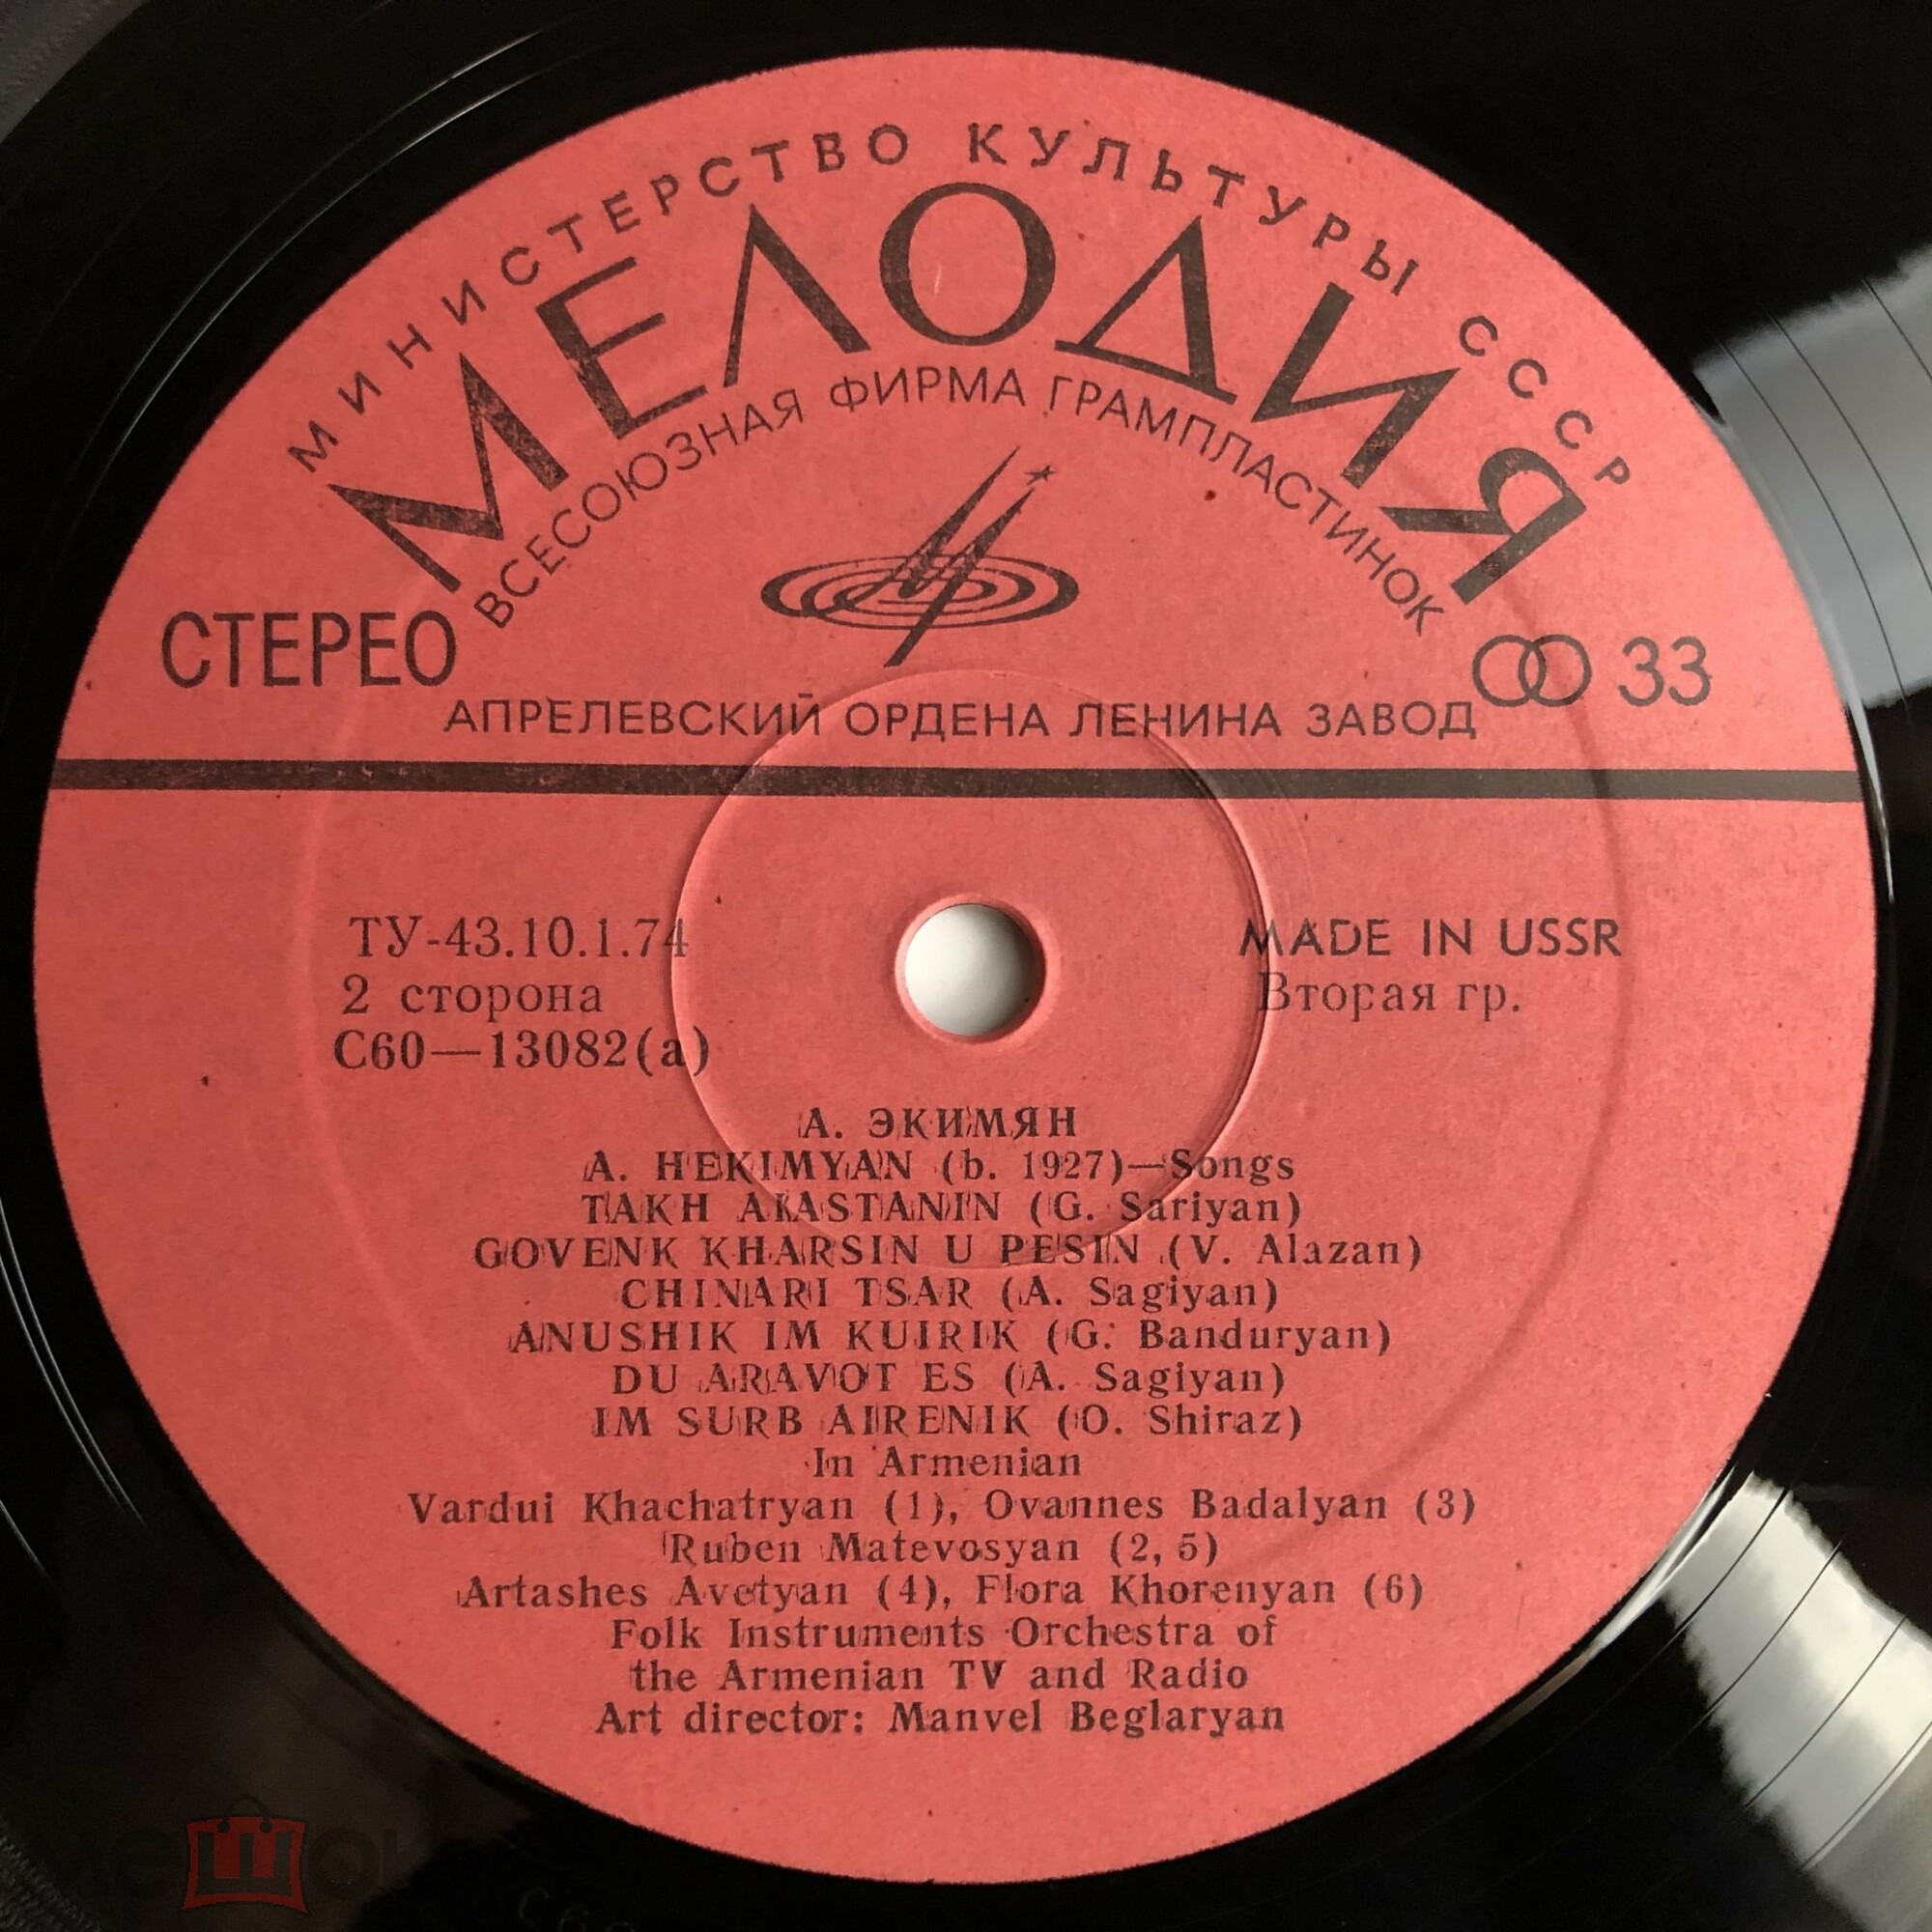 МИНИСТЕРСТВО КУЛЬТУРЫ СССР
МЕЛОДИЯ
ВСЕСОЮЗНАЯ ФИРМА ГРАМПЛАСТИНОК
СТЕРЕО
33
АПРЕЛЕВСКИЙ ОРДЕНА ЛЕНИНА ЗАВОД
ТУ-43.10.1.74
MADE IN USSR
2 сторона
Вторая гр.
С60—13082(а)
А. ЭКИМЯН
A. HEKIMYAN (b. 1927)—Songs
TAKH AKASTANIN (G. Sariyan)
GOVENK KHARSIN U PESIN (V. Alazan)
CHINARI TSAR (A. Sagiyan)
ANUSHIK IM KUIRIK (G. Banduryan)
DU ARAVOT ES (A. Sagiyan)
IM SURB AIRENIK (O. Shiraz)
In Armenian
Vardui Khachatryan (1), Ovannes Badalyan (3)
Ruben Matevosyan (2, 5)
Artashes Avetyan (4), Flora Khorenyan (6)
Folk Instruments Orchestra of
the Armenian TV and Radio
Art director: Manvel Beglaryan
мешок